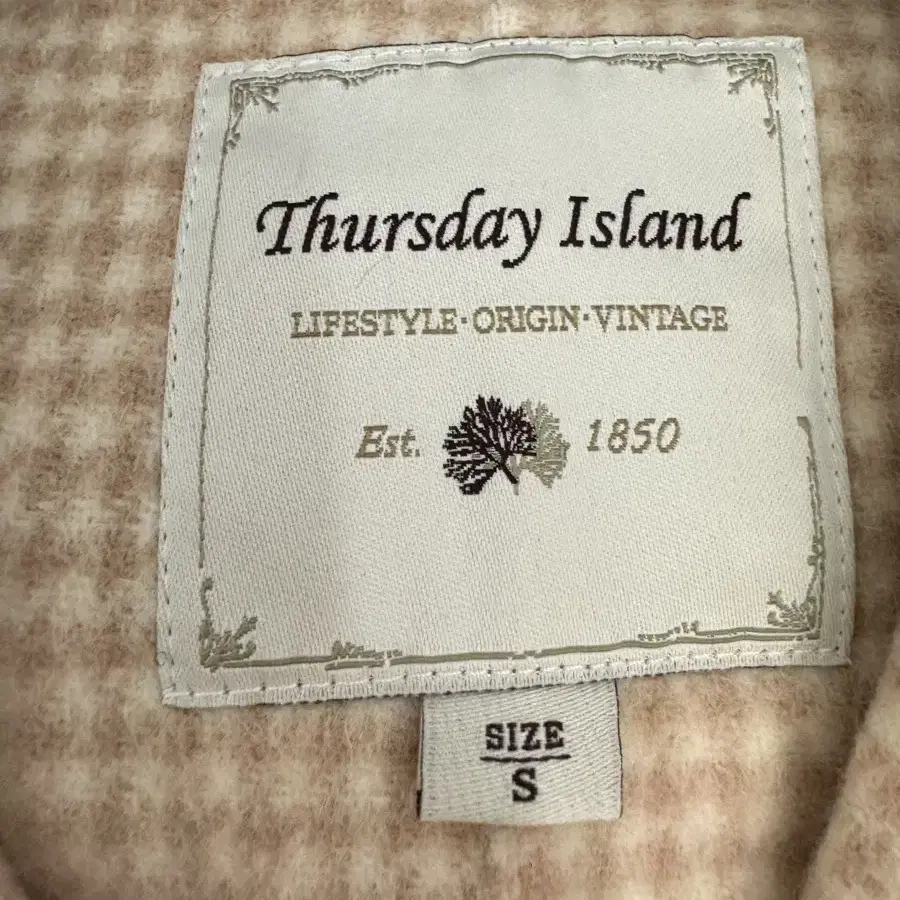 Thursday Island
LIFESTYLE·ORIGIN·VINTAGE
Est. 1850
SIZE
S